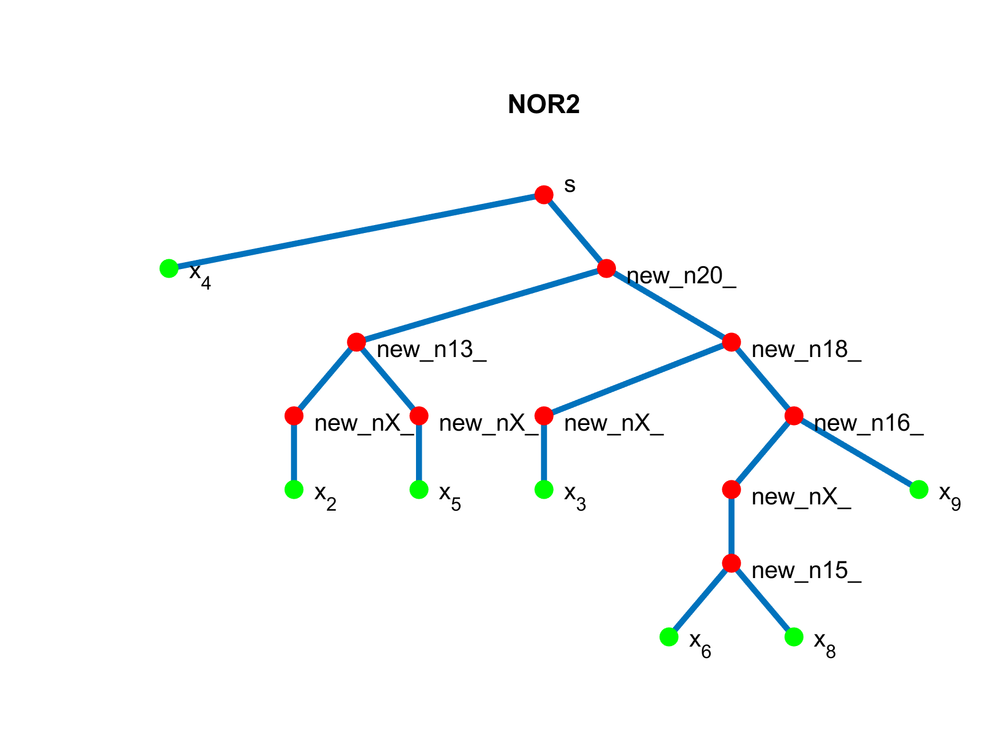 NOR2
s
x4
new_n20_
new_n13_
new_n18_
new_nX_
new_nX_
new_nX_
new_n16_
x2
x5
x3
new_nX_
x9
new_n15_
x6
x8